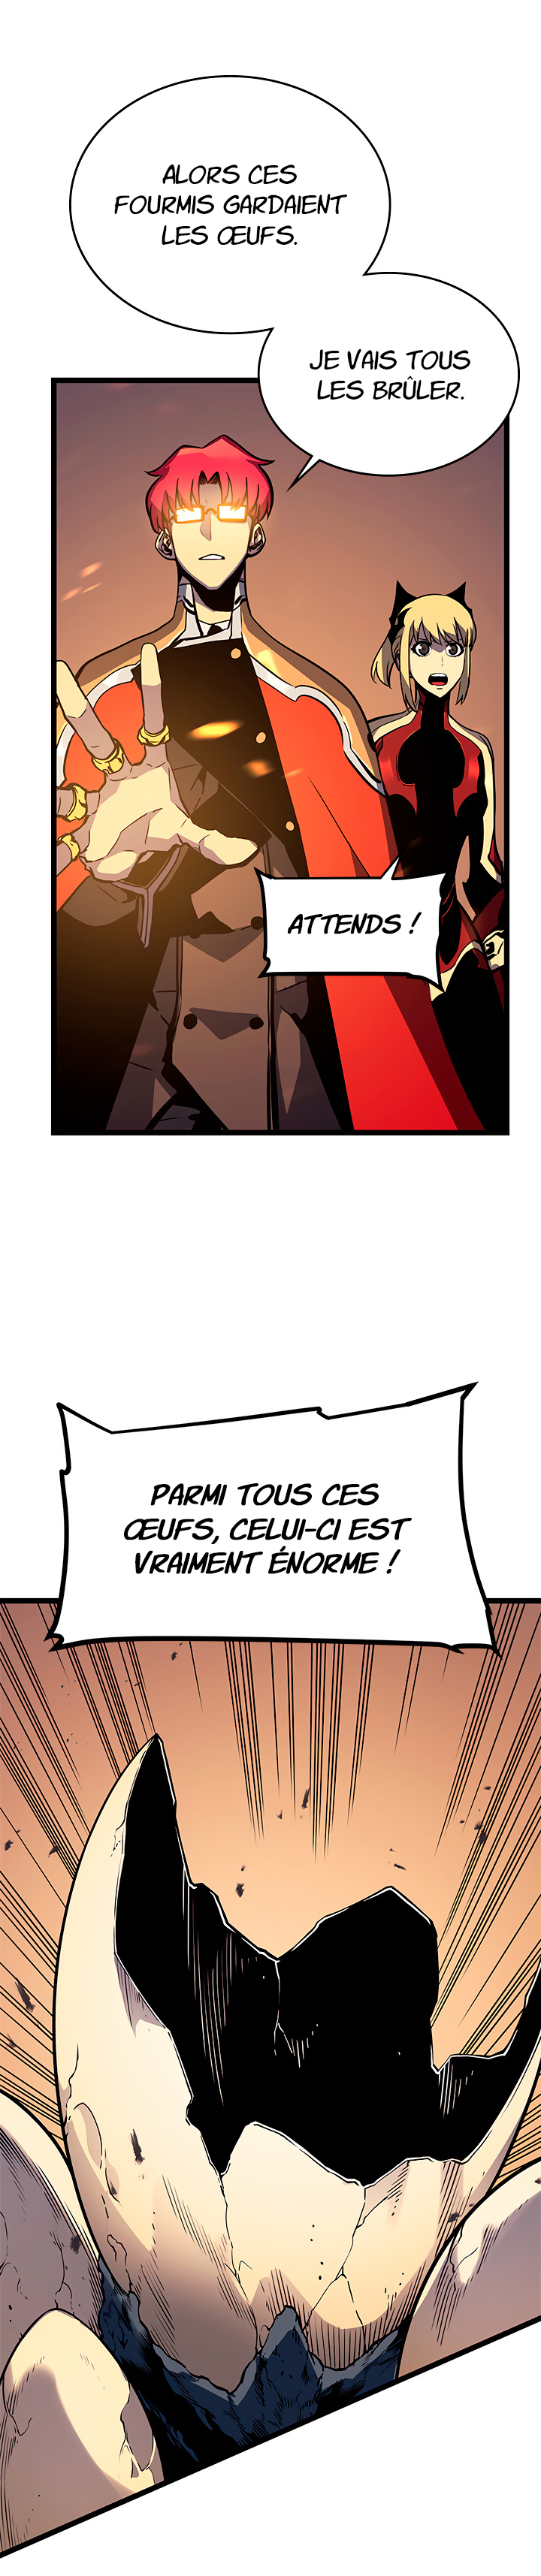 ALORS CES
FOURMIS GARDAIENT
LES ŒUFS.
JE VAIS TOUS
LES BRÛLER.
ATTENDS !
PARMI TOUS CES
ŒUFS, CELUI-CI EST
VRAIMENT ÉNORME !